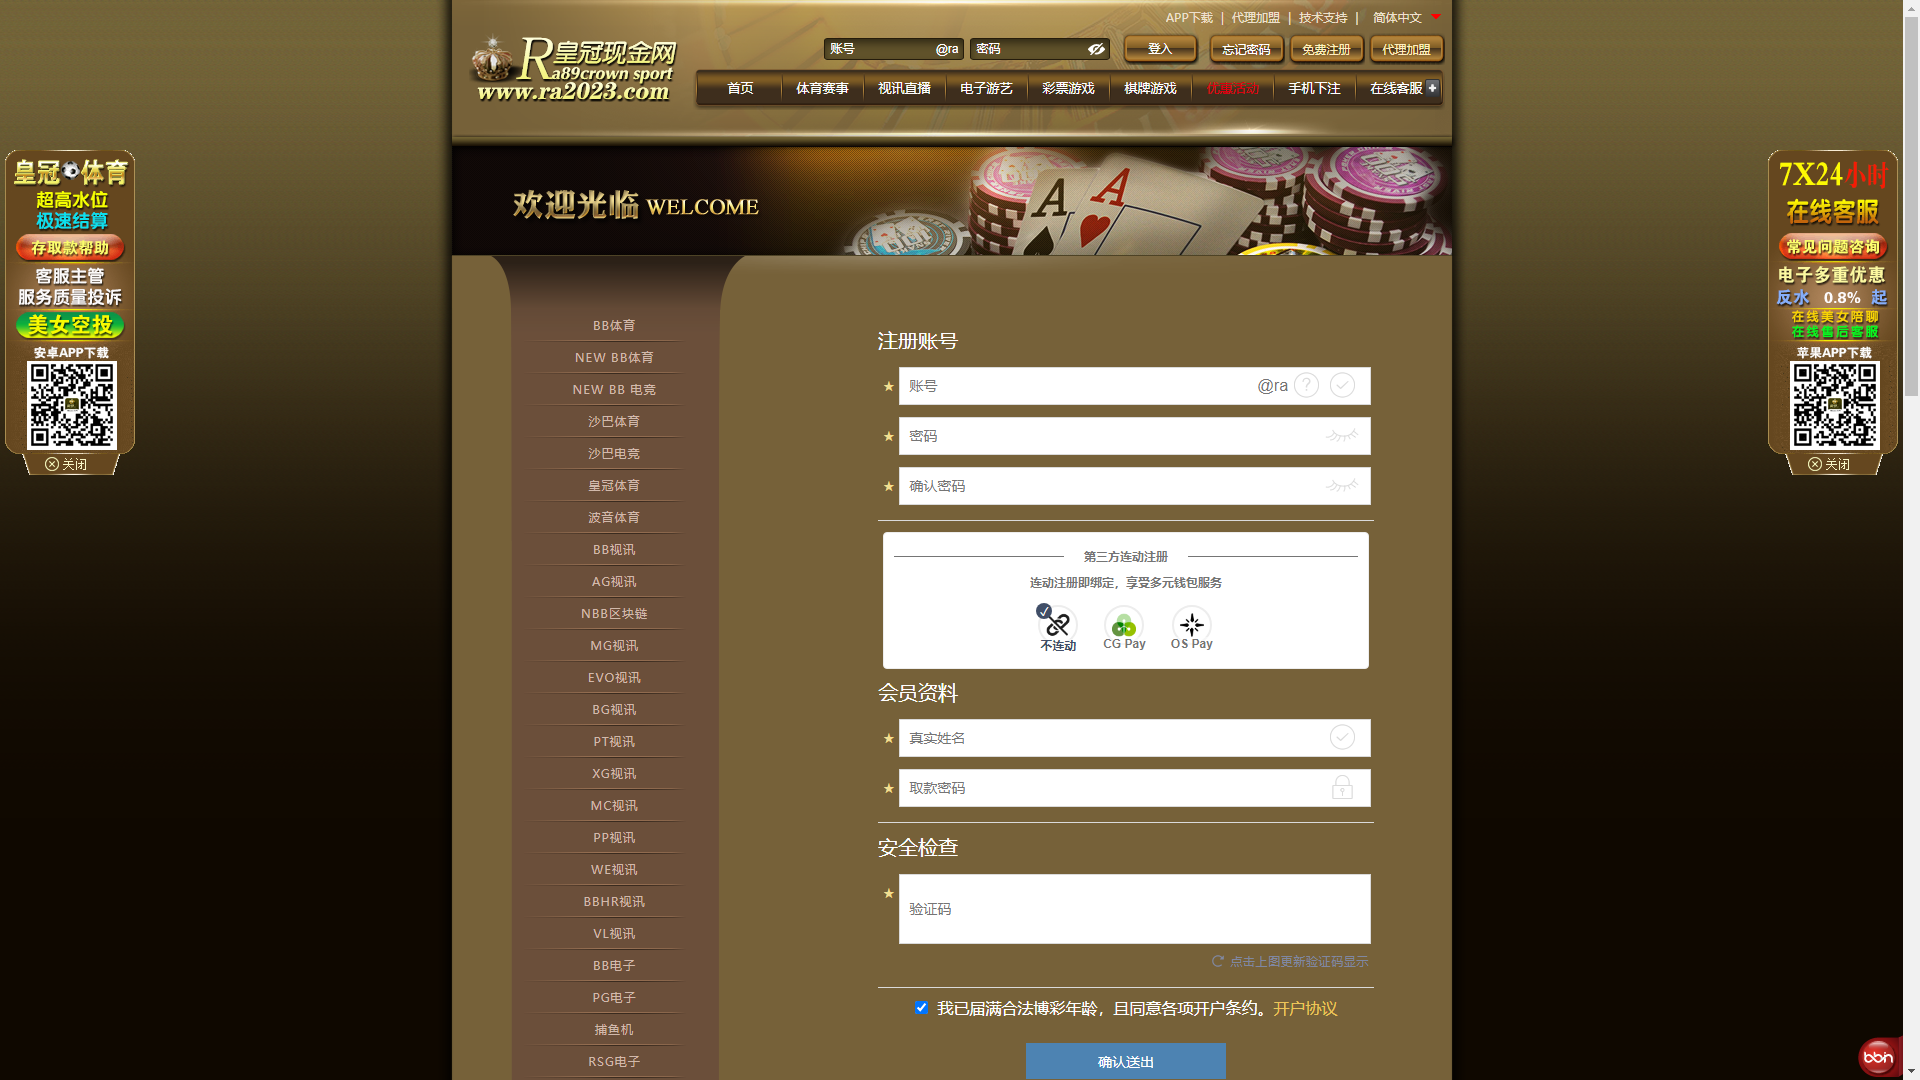 APP下载 | 代理加盟 | 技术支持 | 简体中文
R皇冠现金网
a89crown sport
www.ra2023.com
账号 @ra 密码 登入 忘记密码 免费注册 代理加盟
首页 体育赛事 视讯直播 电子游艺 彩票游戏 棋牌游戏 优惠活动 手机下注 在线客服
欢迎光临 WELCOME
皇冠体育
超高水位
极速结算
存取款帮助
客服主管
服务质量投诉
美女空投
安卓APP下载
关闭
7X24小时
在线客服
常见问题咨询
电子多重优惠
反水 0.8% 起
在线美女陪聊
在线售后客服
苹果APP下载
关闭
BB体育
NEW BB体育
NEW BB 电竞
沙巴体育
沙巴电竞
皇冠体育
波音体育
BB视讯
AG视讯
NBB区块链
MG视讯
EVO视讯
BG视讯
PT视讯
XG视讯
MC视讯
PP视讯
WE视讯
BBHR视讯
VL视讯
BB电子
PG电子
捕鱼机
RSG电子
注册账号
★ 账号 @ra ?
★ 密码
★ 确认密码
第三方连动注册
连动注册即绑定，享受多元钱包服务
不连动 CG Pay OS Pay
会员资料
★ 真实姓名
★ 取款密码
安全检查
★ 验证码
点击上图更新验证码显示
我已届满合法博彩年龄，且同意各项开户条约。开户协议
确认送出
bbin